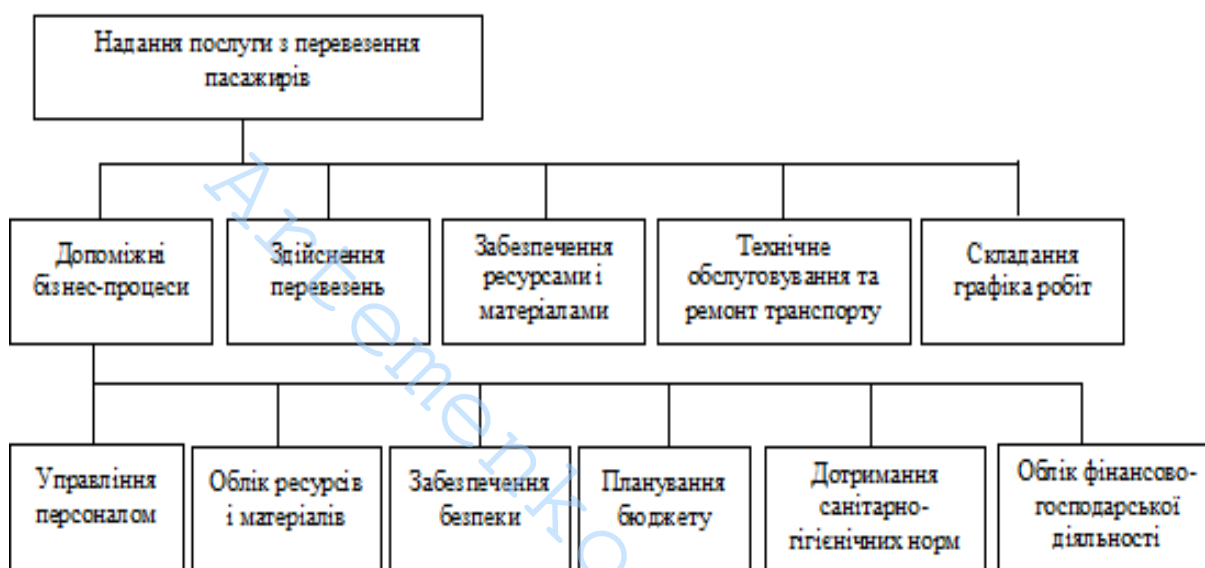 Надання послуги з перевезення
пасажирів
Допоміжні
бізнес-процеси
Здійснення
перевезень
Забезпечення
ресурсами і
матеріалами
Технічне
обслуговування та
ремонт транспорту
Складання
графіка робіт
Управління
персоналом
Облік ресурсів
і матеріалів
Забезпечення
безпеки
Планування
бюджету
Дотримання
санітарно-
гігієнічних норм
Облік фінансово-
господарської
діяльності
Artemenko